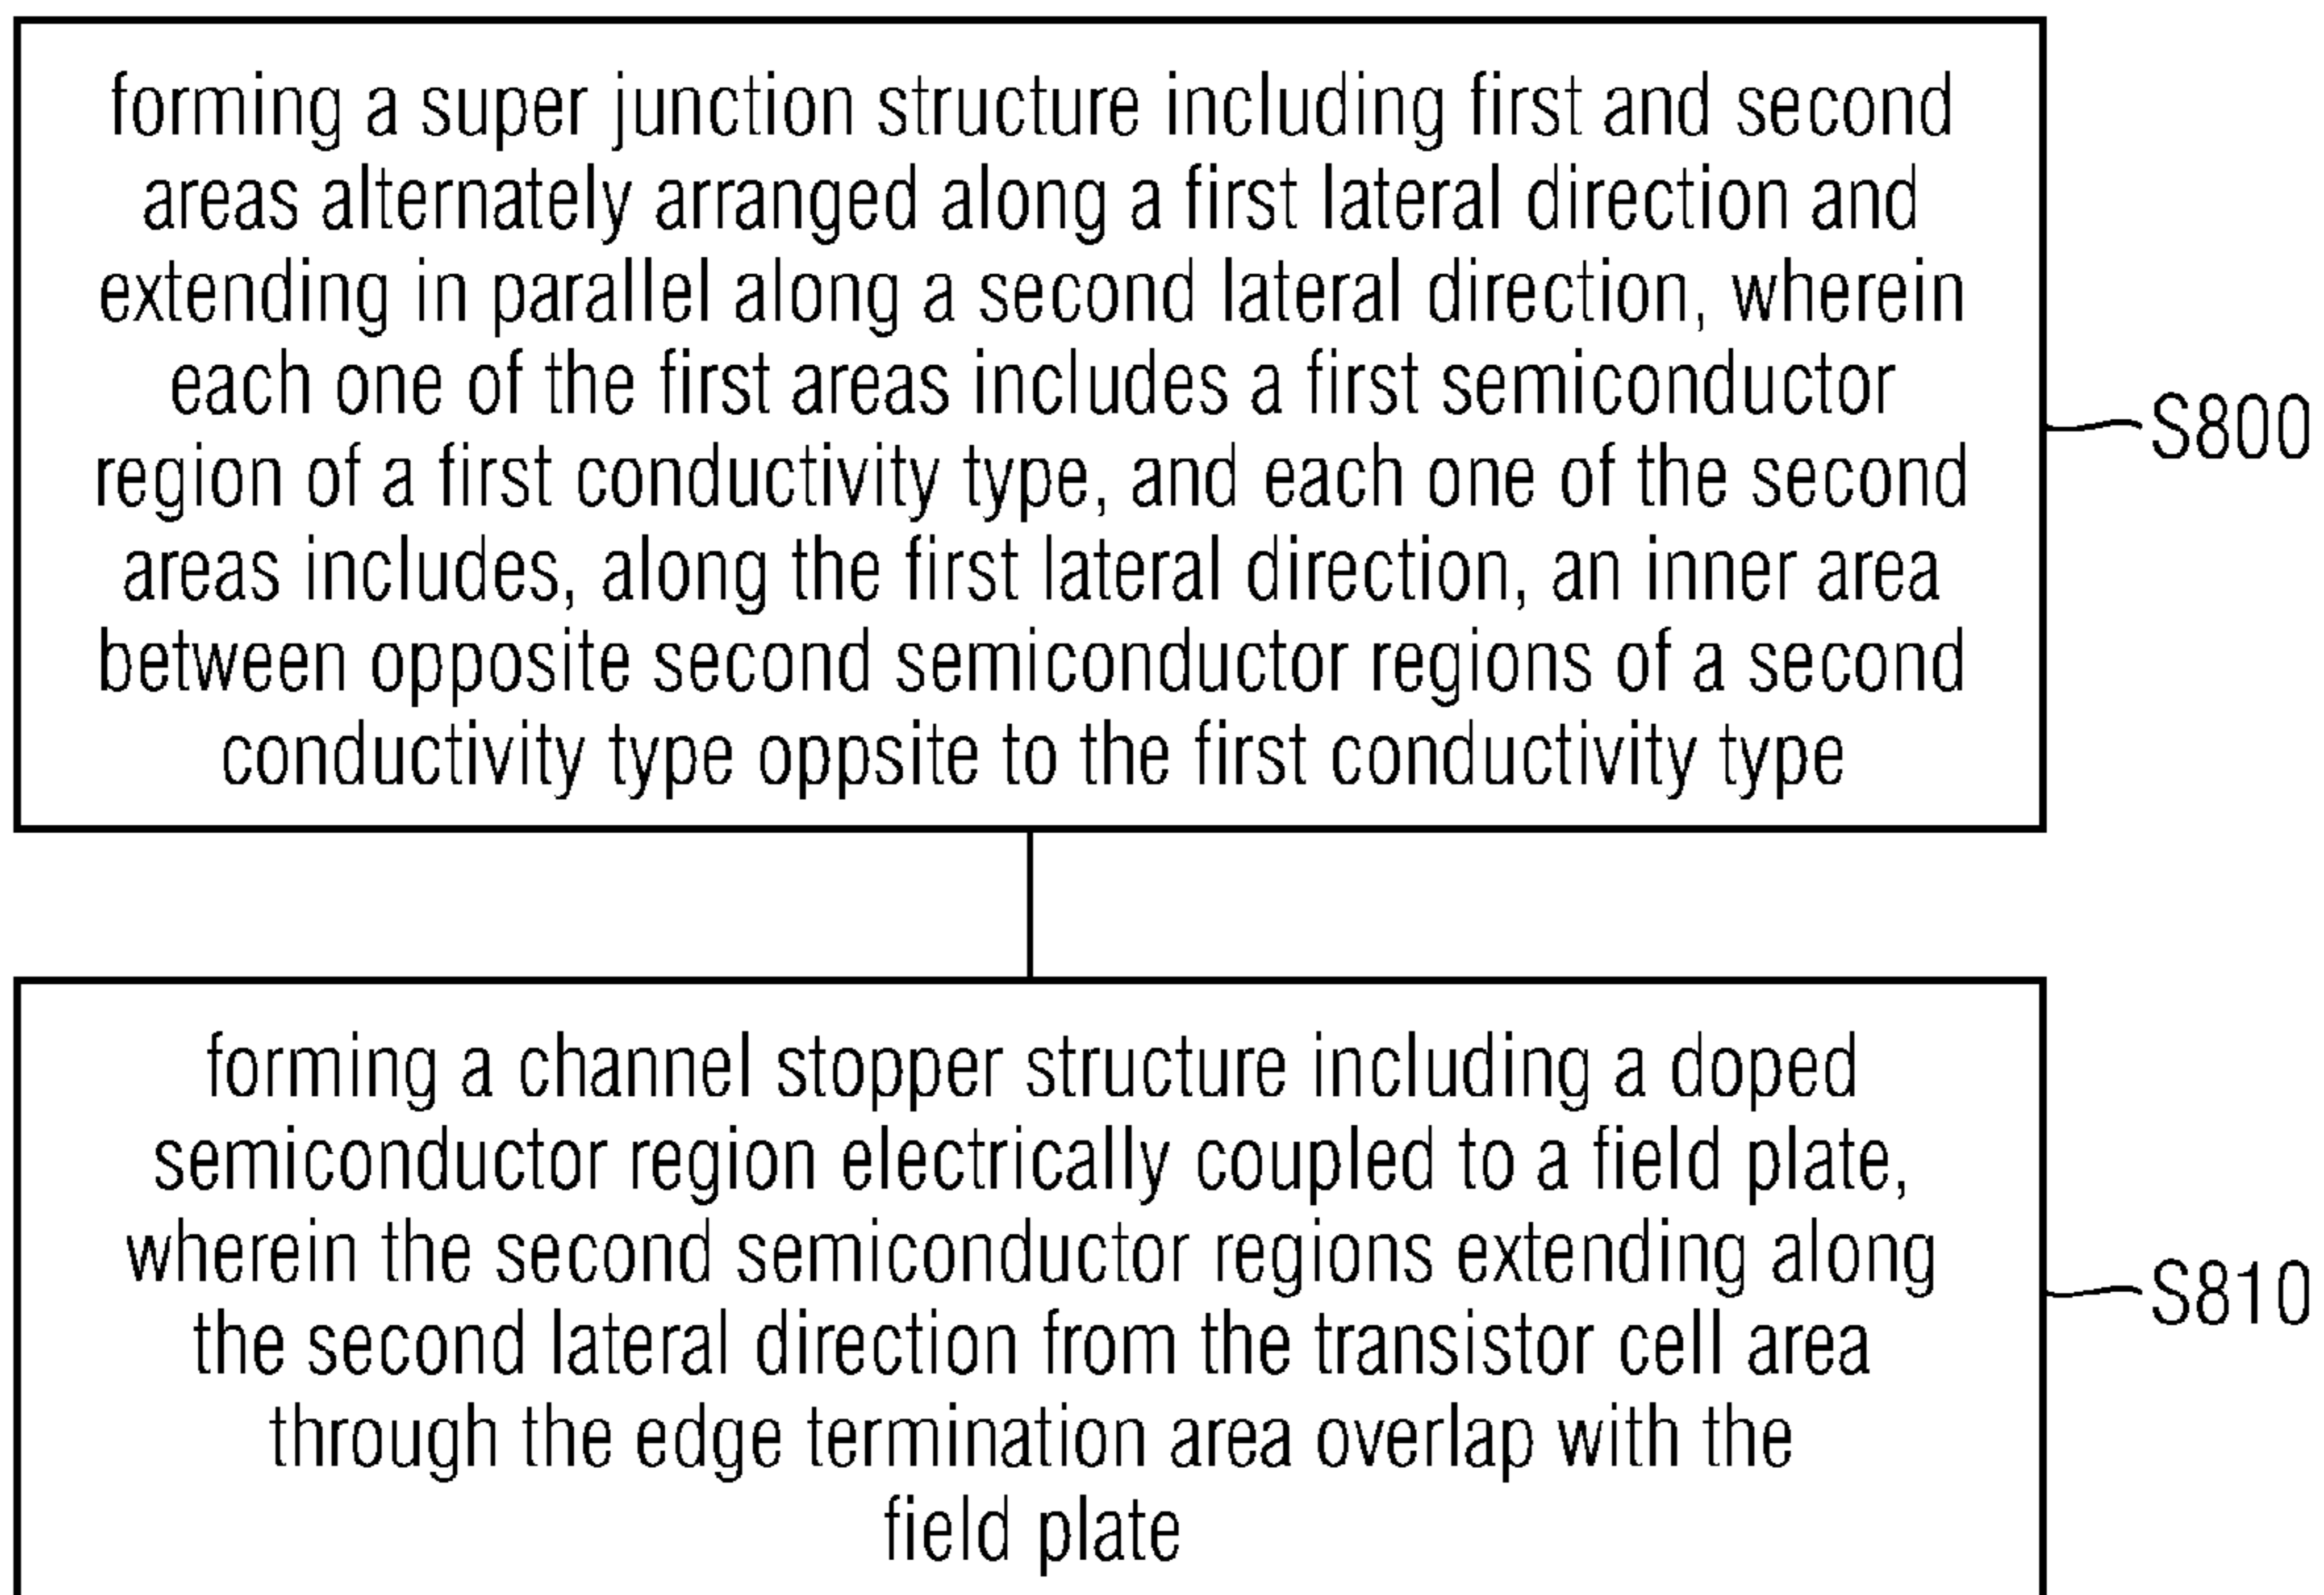 forming a super junction structure including first and second
areas alternately arranged along a first lateral direction and
extending in parallel along a second lateral direction, wherein
each one of the first areas includes a first semiconductor
region of a first conductivity type, and each one of the second
areas includes, along the first lateral direction, an inner area
between opposite second semiconductor regions of a second
conductivity type oppsite to the first conductivity type
S800
forming a channel stopper structure including a doped
semiconductor region electrically coupled to a field plate,
wherein the second semiconductor regions extending along
the second lateral direction from the transistor cell area
through the edge termination area overlap with the
field plate
S810